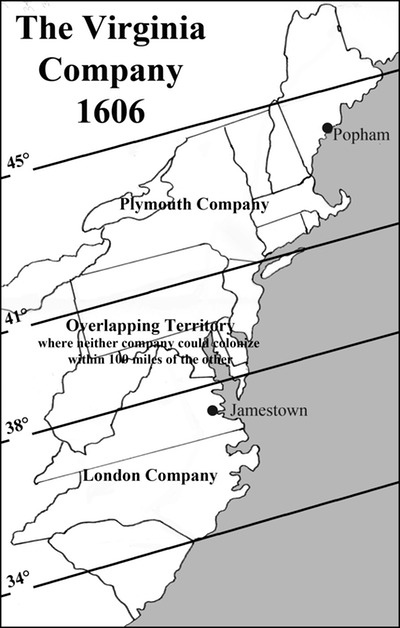 The Virginia
Company
1606
45°
Popham
Plymouth Company
41°
Overlapping Territory
where neither company could colonize
within 100 miles of the other
38°
Jamestown
London Company
34°